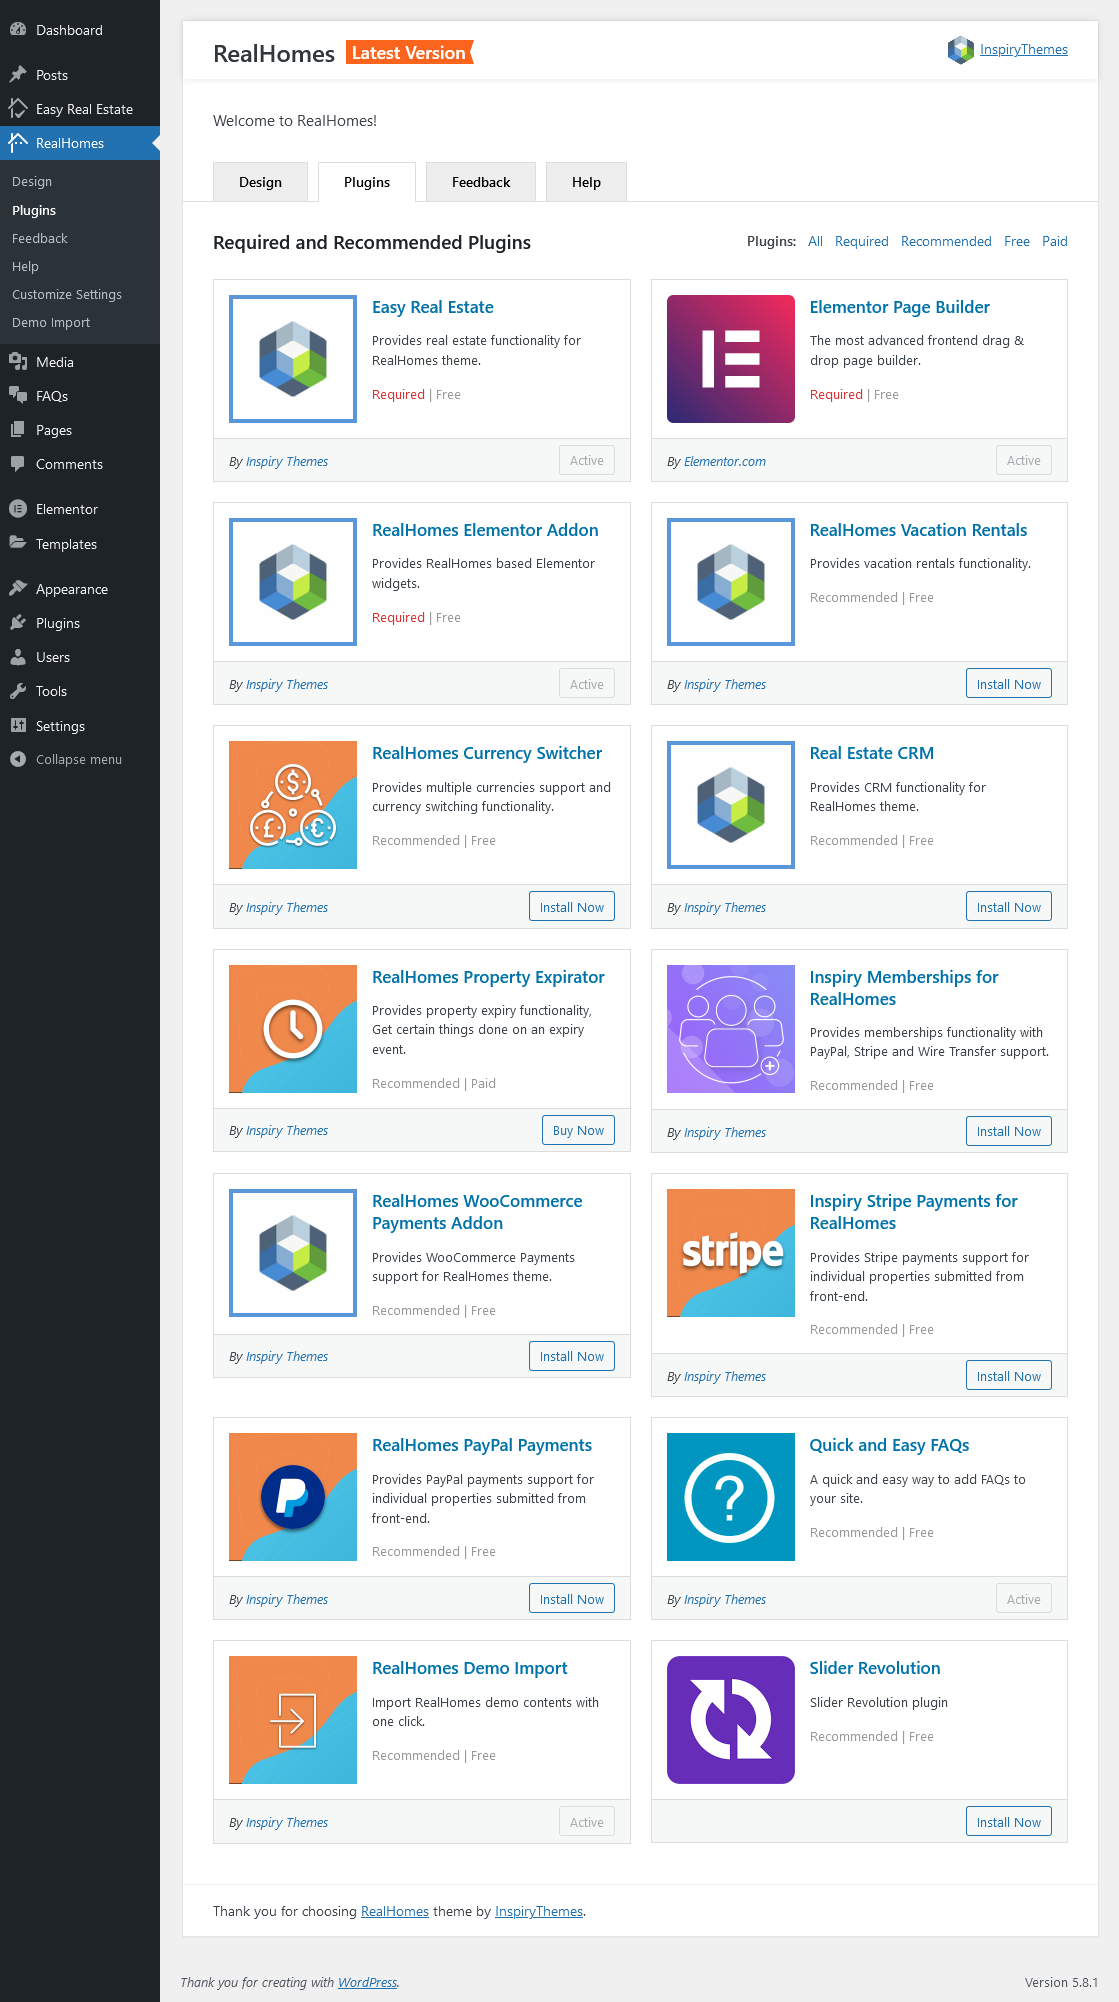 Dashboard
Posts
Easy Real Estate
RealHomes
Design
Plugins
Feedback
Help
Customize Settings
Demo Import
Media
FAQs
Pages
Comments
Elementor
Templates
Appearance
Plugins
Users
Tools
Settings
Collapse menu
RealHomes Latest Version
InspiryThemes
Welcome to RealHomes!
Design Plugins Feedback Help
Required and Recommended Plugins
Plugins: All Required Recommended Free Paid
Easy Real Estate
Provides real estate functionality for
RealHomes theme.
Required | Free
By Inspiry Themes
Active
Elementor Page Builder
The most advanced frontend drag &
drop page builder.
Required | Free
By Elementor.com
Active
RealHomes Elementor Addon
Provides RealHomes based Elementor
widgets.
Required | Free
By Inspiry Themes
Active
RealHomes Vacation Rentals
Provides vacation rentals functionality.
Recommended | Free
By Inspiry Themes
Install Now
RealHomes Currency Switcher
Provides multiple currencies support and
currency switching functionality.
Recommended | Free
By Inspiry Themes
Install Now
Real Estate CRM
Provides CRM functionality for
RealHomes theme.
Recommended | Free
By Inspiry Themes
Install Now
RealHomes Property Expirator
Provides property expiry functionality,
Get certain things done on an expiry
event.
Recommended | Paid
By Inspiry Themes
Buy Now
Inspiry Memberships for
RealHomes
Provides memberships functionality with
PayPal, Stripe and Wire Transfer support.
Recommended | Free
By Inspiry Themes
Install Now
RealHomes WooCommerce
Payments Addon
Provides WooCommerce Payments
support for RealHomes theme.
Recommended | Free
By Inspiry Themes
Install Now
stripe
Inspiry Stripe Payments for
RealHomes
Provides Stripe payments support for
individual properties submitted from
front-end.
Recommended | Free
By Inspiry Themes
Install Now
RealHomes PayPal Payments
Provides PayPal payments support for
individual properties submitted from
front-end.
Recommended | Free
By Inspiry Themes
Install Now
?
Quick and Easy FAQs
A quick and easy way to add FAQs to
your site.
Recommended | Free
By Inspiry Themes
Active
RealHomes Demo Import
Import RealHomes demo contents with
one click.
Recommended | Free
By Inspiry Themes
Active
Slider Revolution
Slider Revolution plugin
Recommended | Free
Install Now
Thank you for choosing RealHomes theme by InspiryThemes.
Thank you for creating with WordPress.
Version 5.8.1